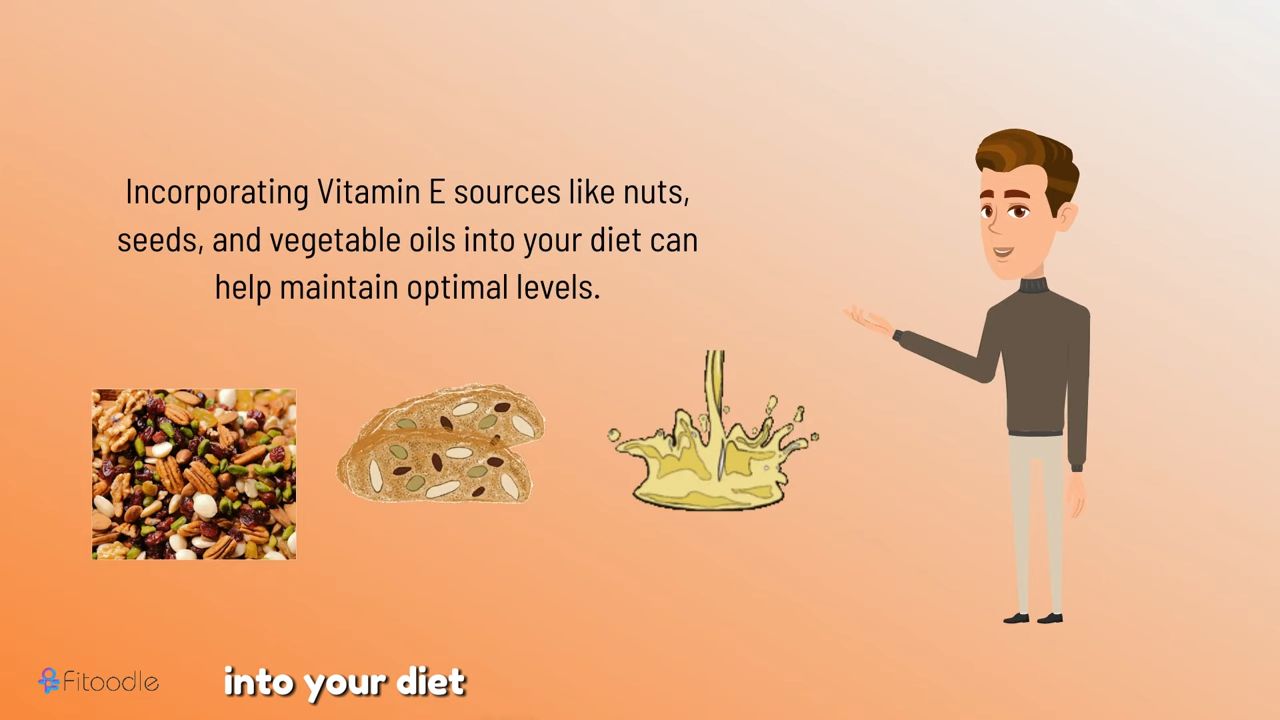 Incorporating Vitamin E sources like nuts,
seeds, and vegetable oils into your diet can
help maintain optimal levels.
Fitoodle
into your diet